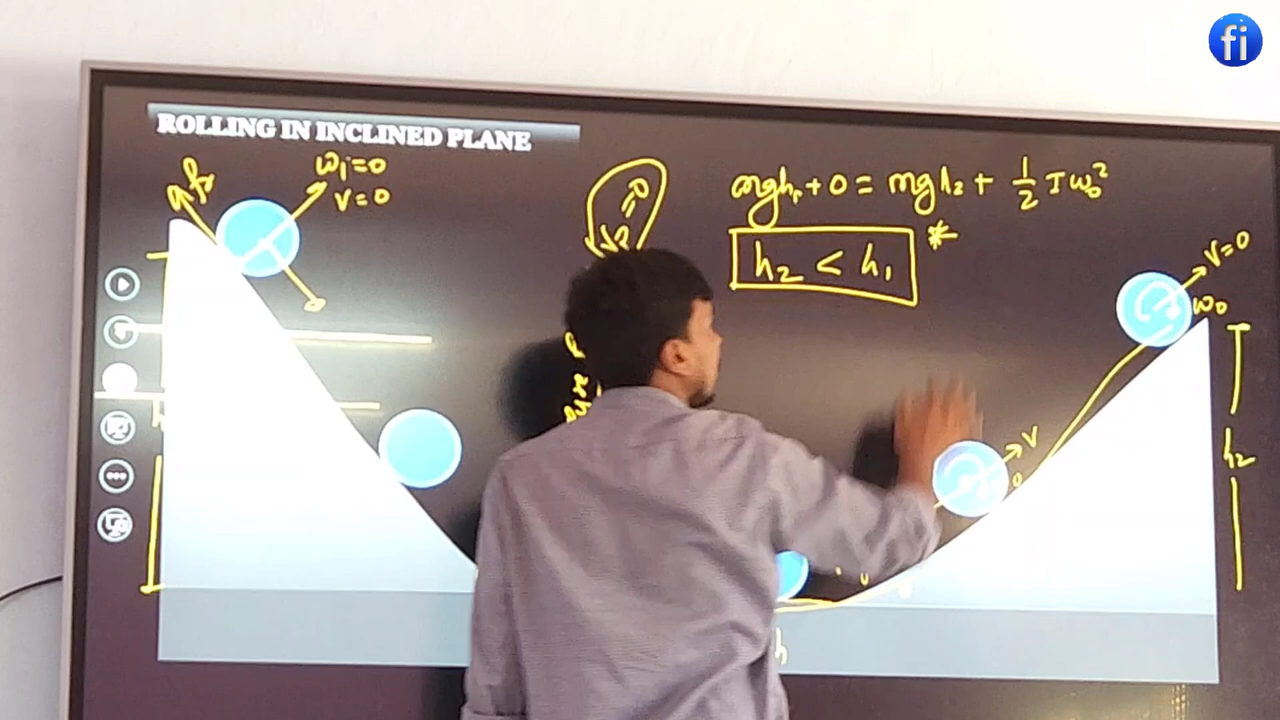 fi
ROLLING IN INCLINED PLANE
fr
ω₁=0
v=0
mgh₁+0 = mgh₂ + 1/2 Iω₀²
h₂ < h₁ *
v=0
ω₀
v
h₂
h